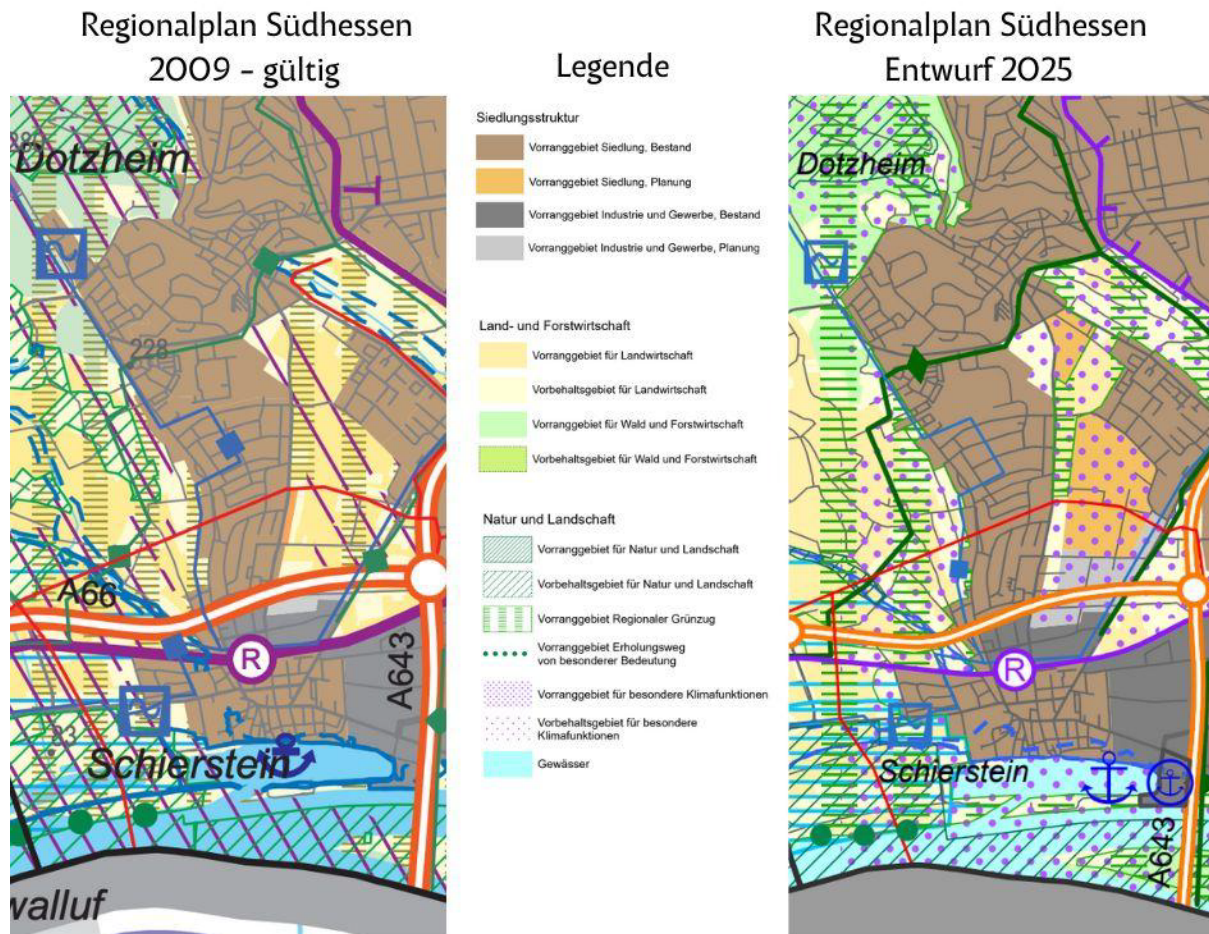 Regionalplan Südhessen
2009 – gültig
Dotzheim
228
A66
R
A643
83
Schierstein
walluf
Legende
Siedlungsstruktur
Vorranggebiet Siedlung, Bestand
Vorranggebiet Siedlung, Planung
Vorranggebiet Industrie und Gewerbe, Bestand
Vorranggebiet Industrie und Gewerbe, Planung
Land- und Forstwirtschaft
Vorranggebiet für Landwirtschaft
Vorbehaltsgebiet für Landwirtschaft
Vorranggebiet für Wald und Forstwirtschaft
Vorbehaltsgebiet für Wald und Forstwirtschaft
Natur und Landschaft
Vorranggebiet für Natur und Landschaft
Vorbehaltsgebiet für Natur und Landschaft
Vorranggebiet Regionaler Grünzug
Vorranggebiet Erholungsweg
von besonderer Bedeutung
Vorranggebiet für besondere Klimafunktionen
Vorbehaltsgebiet für besondere
Klimafunktionen
Gewässer
Regionalplan Südhessen
Entwurf 2025
Dotzheim
R
Schierstein
A643